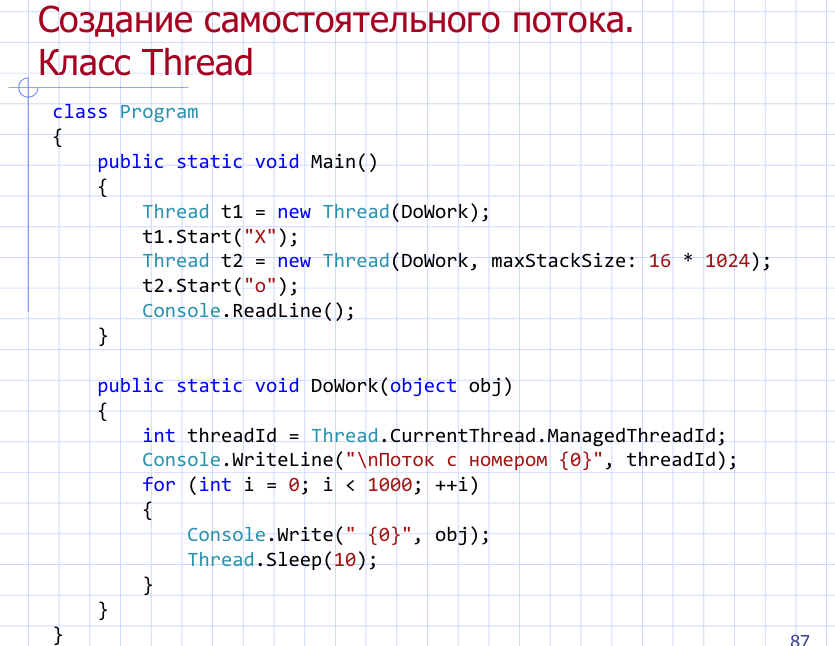 Создание самостоятельного потока.
Класс Thread
class Program
{
    public static void Main()
    {
        Thread t1 = new Thread(DoWork);
        t1.Start("X");
        Thread t2 = new Thread(DoWork, maxStackSize: 16 * 1024);
        t2.Start("o");
        Console.ReadLine();
    }
    public static void DoWork(object obj)
    {
        int threadId = Thread.CurrentThread.ManagedThreadId;
        Console.WriteLine("\nПоток с номером {0}", threadId);
        for (int i = 0; i < 1000; ++i)
        {
            Console.Write(" {0}", obj);
            Thread.Sleep(10);
        }
    }
}
87